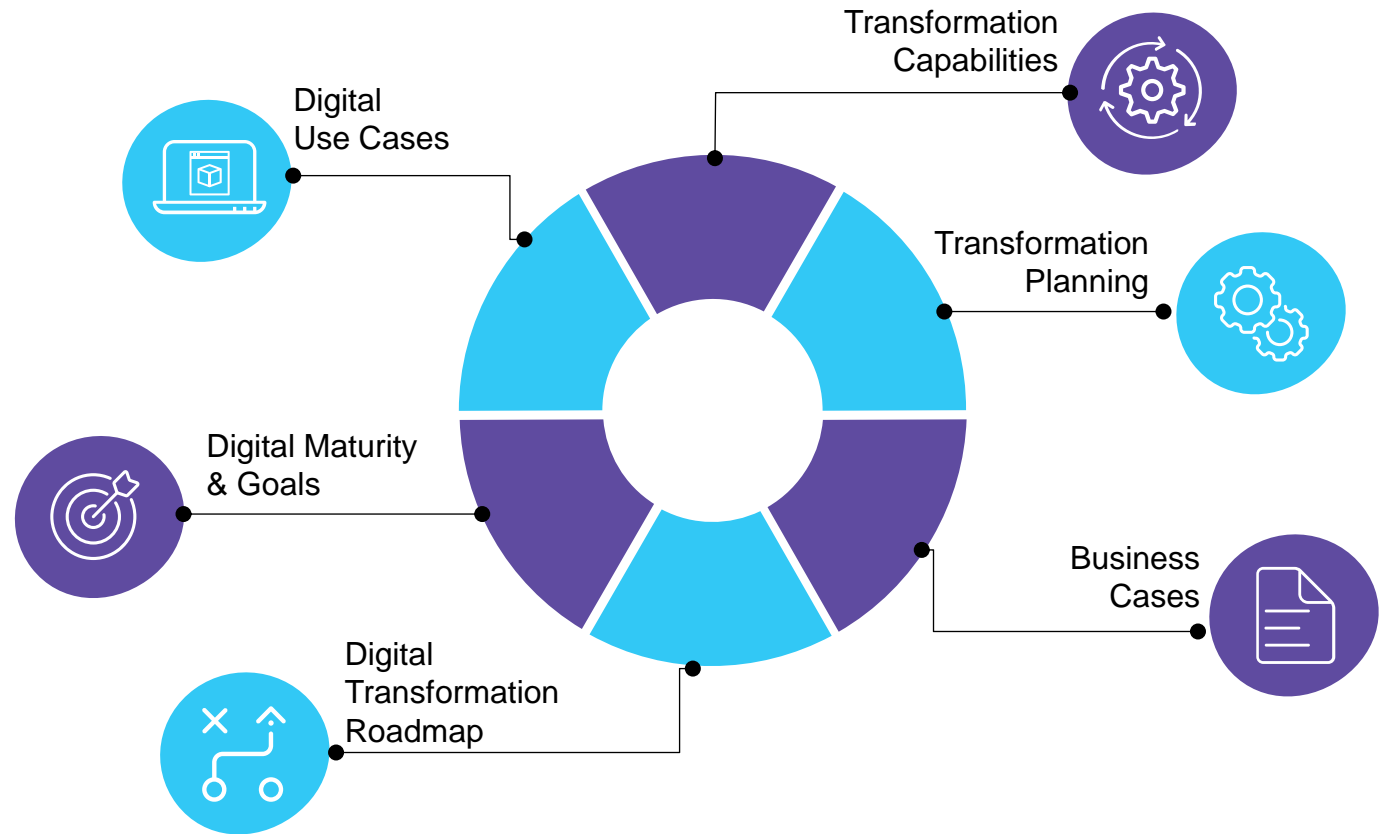 Transformation
Capabilities
Digital
Use Cases
Transformation
Planning
Digital Maturity
& Goals
Business
Cases
Digital
Transformation
Roadmap